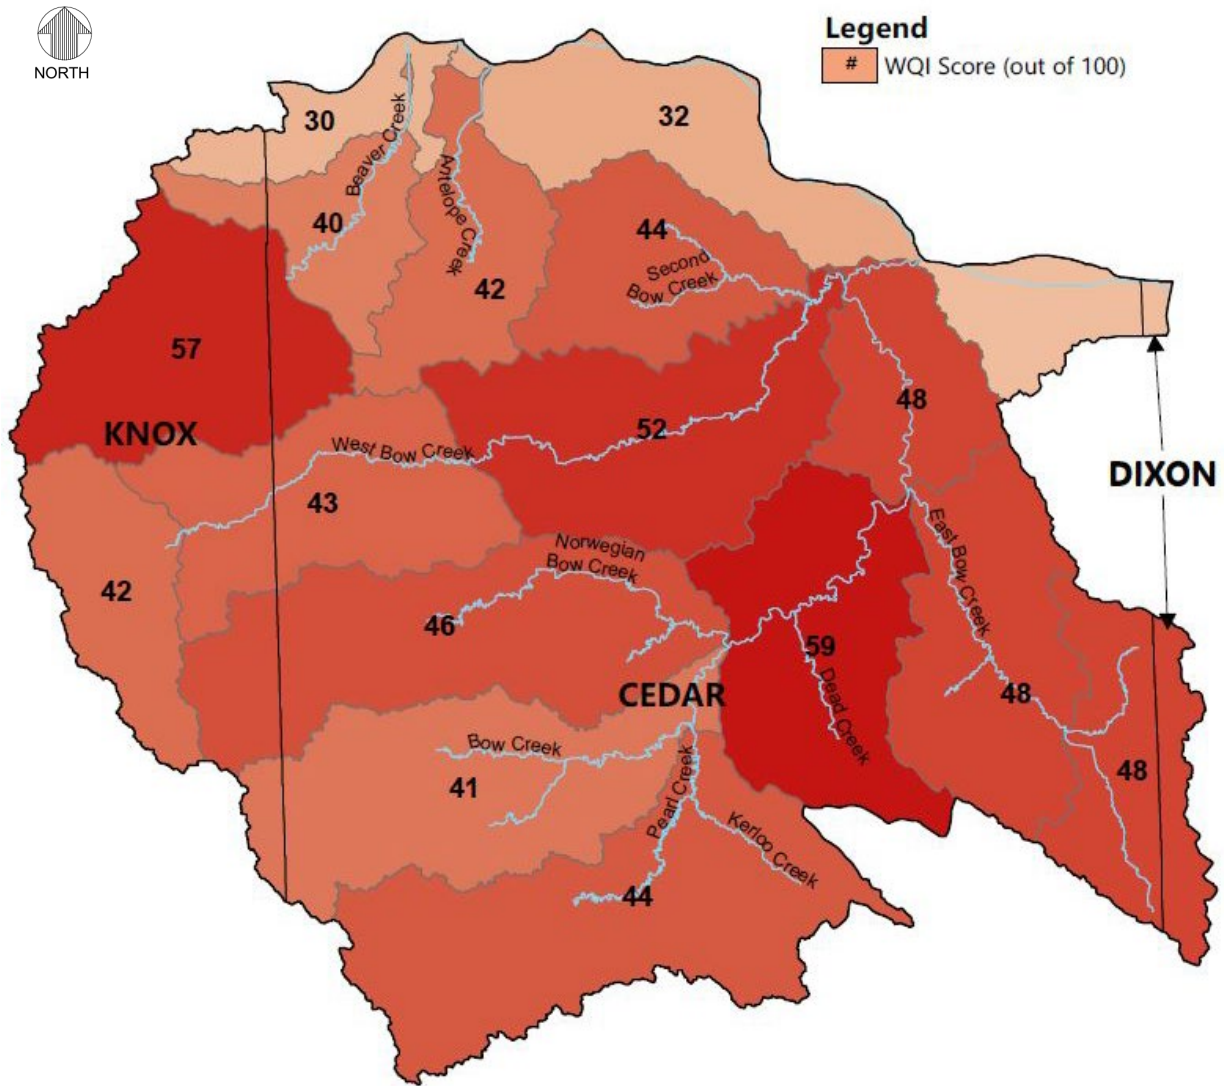 NORTH
Legend
# WQI Score (out of 100)
30
32
Beaver Creek
Antelope Creek
40
44
Second
Bow Creek
42
57
KNOX
48
52
West Bow Creek
DIXON
43
Norwegian
Bow Creek
East Bow Creek
42
46
59
CEDAR
Dead Creek
48
Bow Creek
41
Pearl Creek
48
Kerloo Creek
44